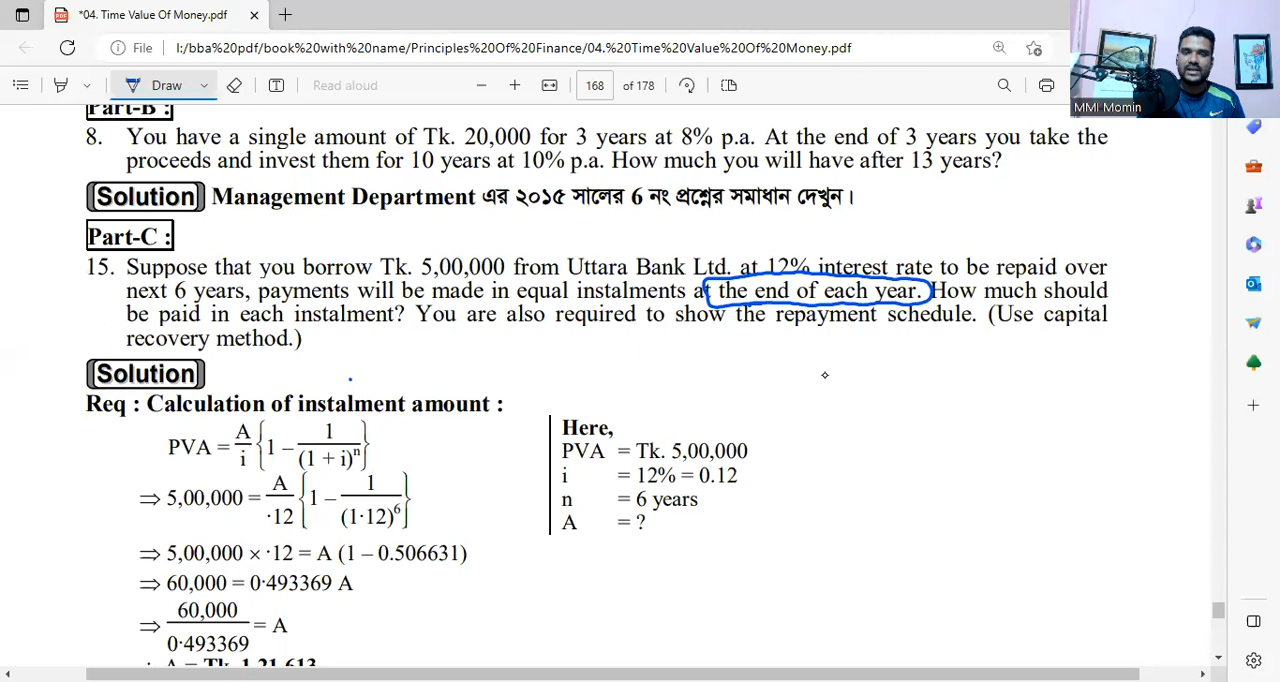 *04. Time Value Of Money.pdf
File
I:/bba%20pdf/book%20with%20name/Principles%20Of%20Finance/04.%20Time%20Value%20Of%20Money.pdf
Draw
Read aloud
168 of 178
MMI Momin
Part-B :
8. You have a single amount of Tk. 20,000 for 3 years at 8% p.a. At the end of 3 years you take the
proceeds and invest them for 10 years at 10% p.a. How much you will have after 13 years?
Solution Management Department এর ২০১৫ সালের 6 নং প্রশ্নের সমাধান দেখুন।
Part-C :
15. Suppose that you borrow Tk. 5,00,000 from Uttara Bank Ltd. at 12% interest rate to be repaid over
next 6 years, payments will be made in equal instalments at the end of each year. How much should
be paid in each instalment? You are also required to show the repayment schedule. (Use capital
recovery method.)
Solution
Req : Calculation of instalment amount :
PVA = A/i {1 – 1/(1 + i)ⁿ}
⇒ 5,00,000 = A/·12 {1 – 1/(1·12)⁶}
⇒ 5,00,000 × ·12 = A (1 – 0.506631)
⇒ 60,000 = 0·493369 A
⇒ 60,000/0·493369 = A
∴ A = Tk. 1,21,613
Here,
PVA = Tk. 5,00,000
i = 12% = 0.12
n = 6 years
A = ?